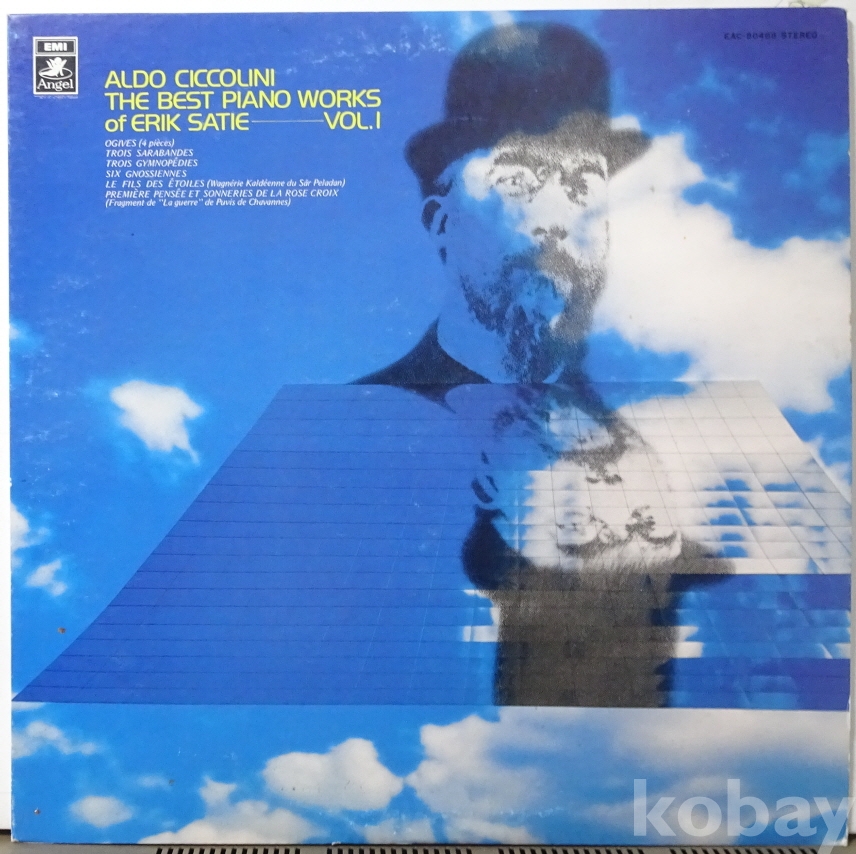 EMI
Angel
EAC-80489 STEREO
ALDO CICCOLINI
THE BEST PIANO WORKS
of ERIK SATIE VOL.1
OGIVES (4 pièces)
TROIS SARABANDES
TROIS GYMNOPÉDIES
SIX GNOSSIENNES
LE FILS DES ÉTOILES (Wagnérie Kaldéenne du Sâr Peladan)
PREMIÈRE PENSÉE ET SONNERIES DE LA ROSE CROIX
(Fragment de "La guerre" de Puvis de Chavannes)
kobay